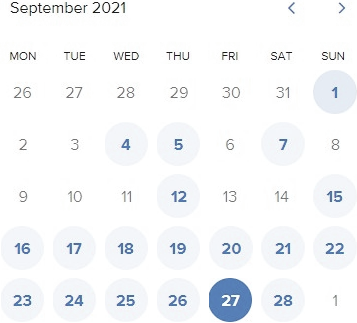 September 2021
MON TUE WED THU FRI SAT SUN
26 27 28 29 30 31 1
2 3 4 5 6 7 8
9 10 11 12 13 14 15
16 17 18 19 20 21 22
23 24 25 26 27 28 1